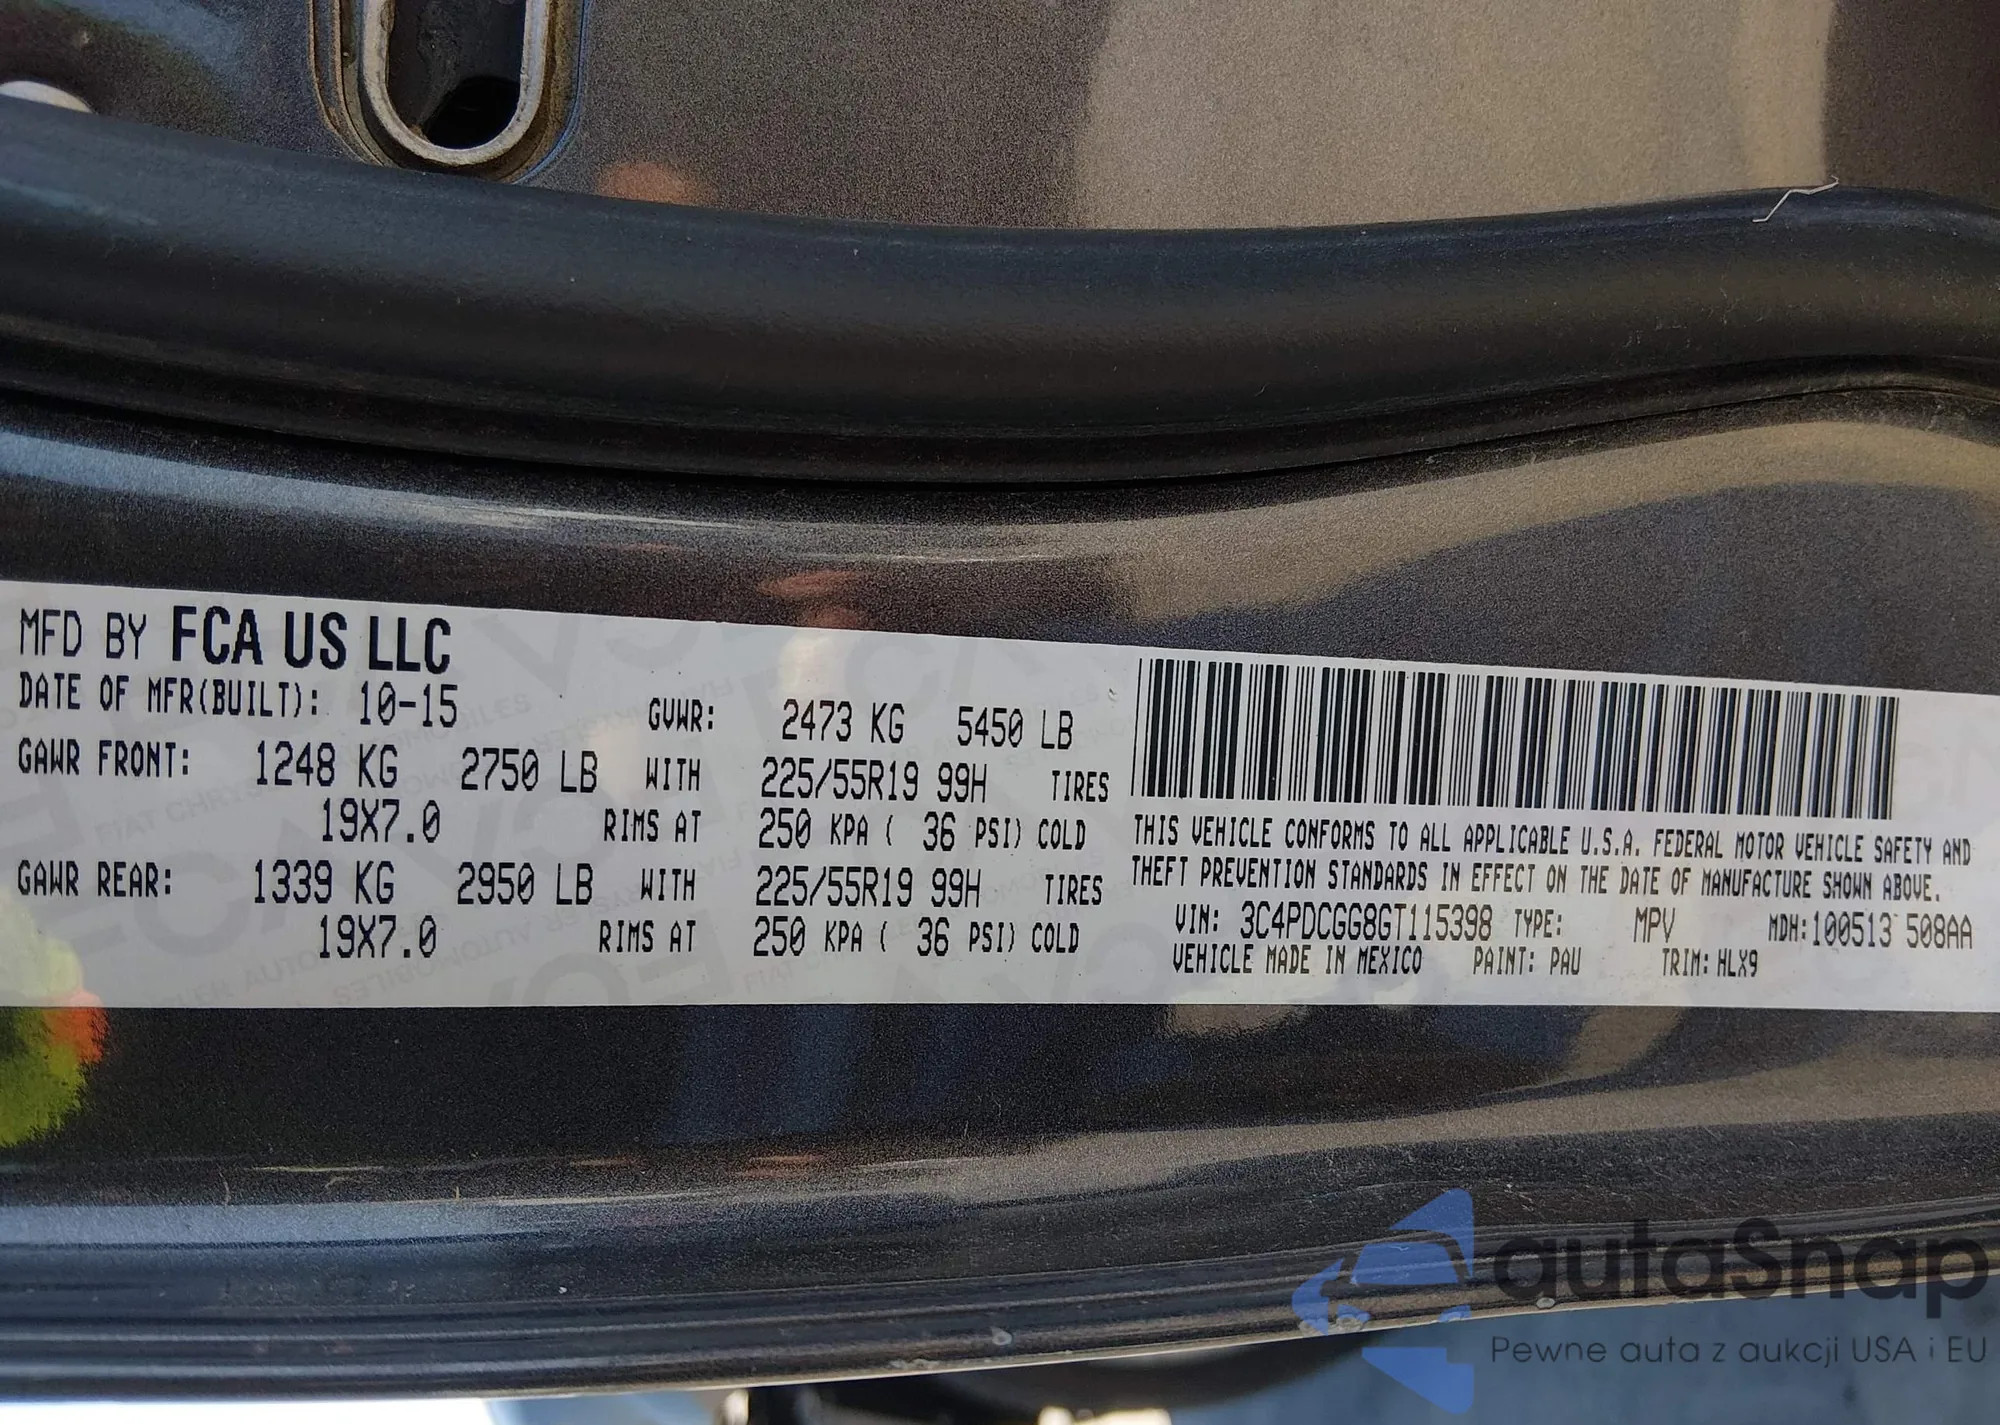 MFD BY FCA US LLC
DATE OF MFR(BUILT): 10-15 GVWR: 2473 KG 5450 LB
GAWR FRONT: 1248 KG 2750 LB WITH 225/55R19 99H TIRES
19X7.0 RIMS AT 250 KPA ( 36 PSI) COLD
GAWR REAR: 1339 KG 2950 LB WITH 225/55R19 99H TIRES
19X7.0 RIMS AT 250 KPA ( 36 PSI) COLD
THIS VEHICLE CONFORMS TO ALL APPLICABLE U.S.A. FEDERAL MOTOR VEHICLE SAFETY AND
THEFT PREVENTION STANDARDS IN EFFECT ON THE DATE OF MANUFACTURE SHOWN ABOVE.
VIN: 3C4PDCGG8GT115398 TYPE: MPV MDH:100513 508AA
VEHICLE MADE IN MEXICO PAINT: PAU TRIM: HLX9
autaSnap
Pewne auta z aukcji USA i EU